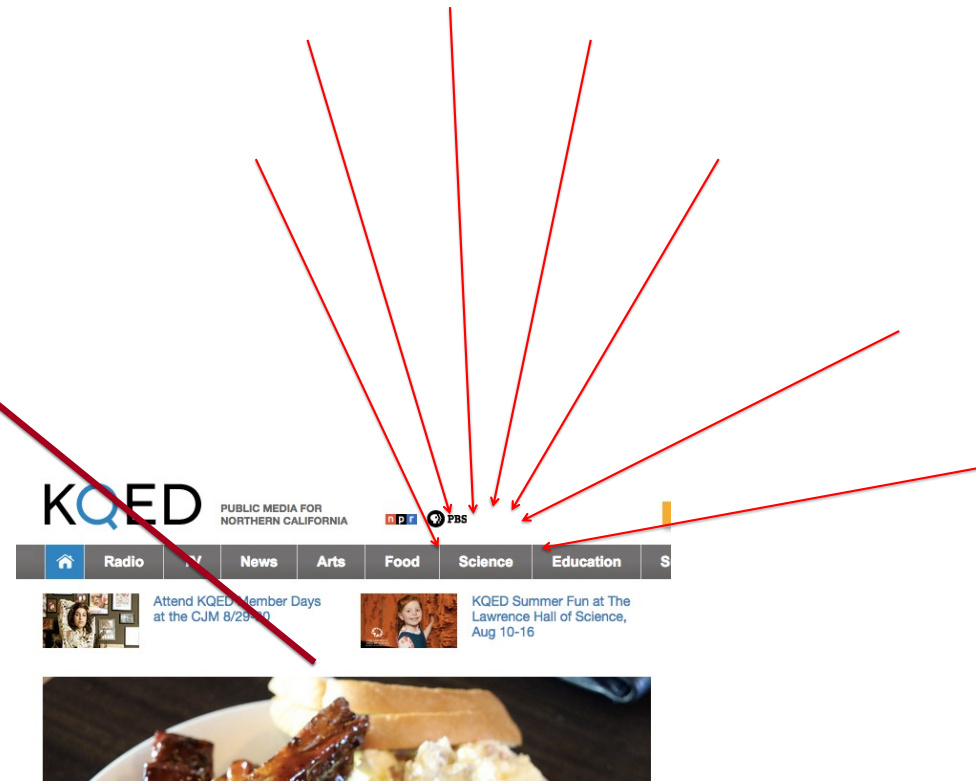 KQED
PUBLIC MEDIA FOR
NORTHERN CALIFORNIA
npr PBS
Radio TV News Arts Food Science Education S
Attend KQED Member Days
at the CJM 8/29-30
KQED Summer Fun at The
Lawrence Hall of Science,
Aug 10-16